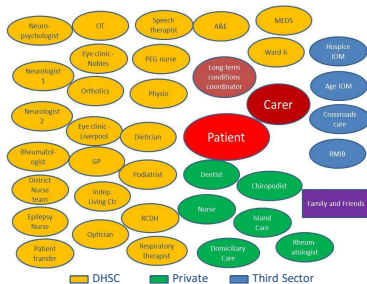 Neuro-
psychologist
OT
Speech
therapist
A&E
MEDS
Eye clinic -
Nobles
PEG nurse
Ward 6
Hospice
IOM
Neurologist
1
Orthotics
Physio
Long-term
conditions
coordinator
Age IOM
Carer
Neurologist
2
Crossroads
care
Eye clinic -
Liverpool
Dietician
Patient
RMIB
Rheumatol-
ogist
GP
Podiatrist
Dentist
Chiropodist
District
Nurse
team
Indep.
Living Ctr
Nurse
Family and Friends
Epilepsy
Nurse
RCDH
Island
Care
Optician
Patient
transfer
Respiratory
therapist
Domiciliary
Care
Rheum-
atologist
DHSC
Private
Third Sector